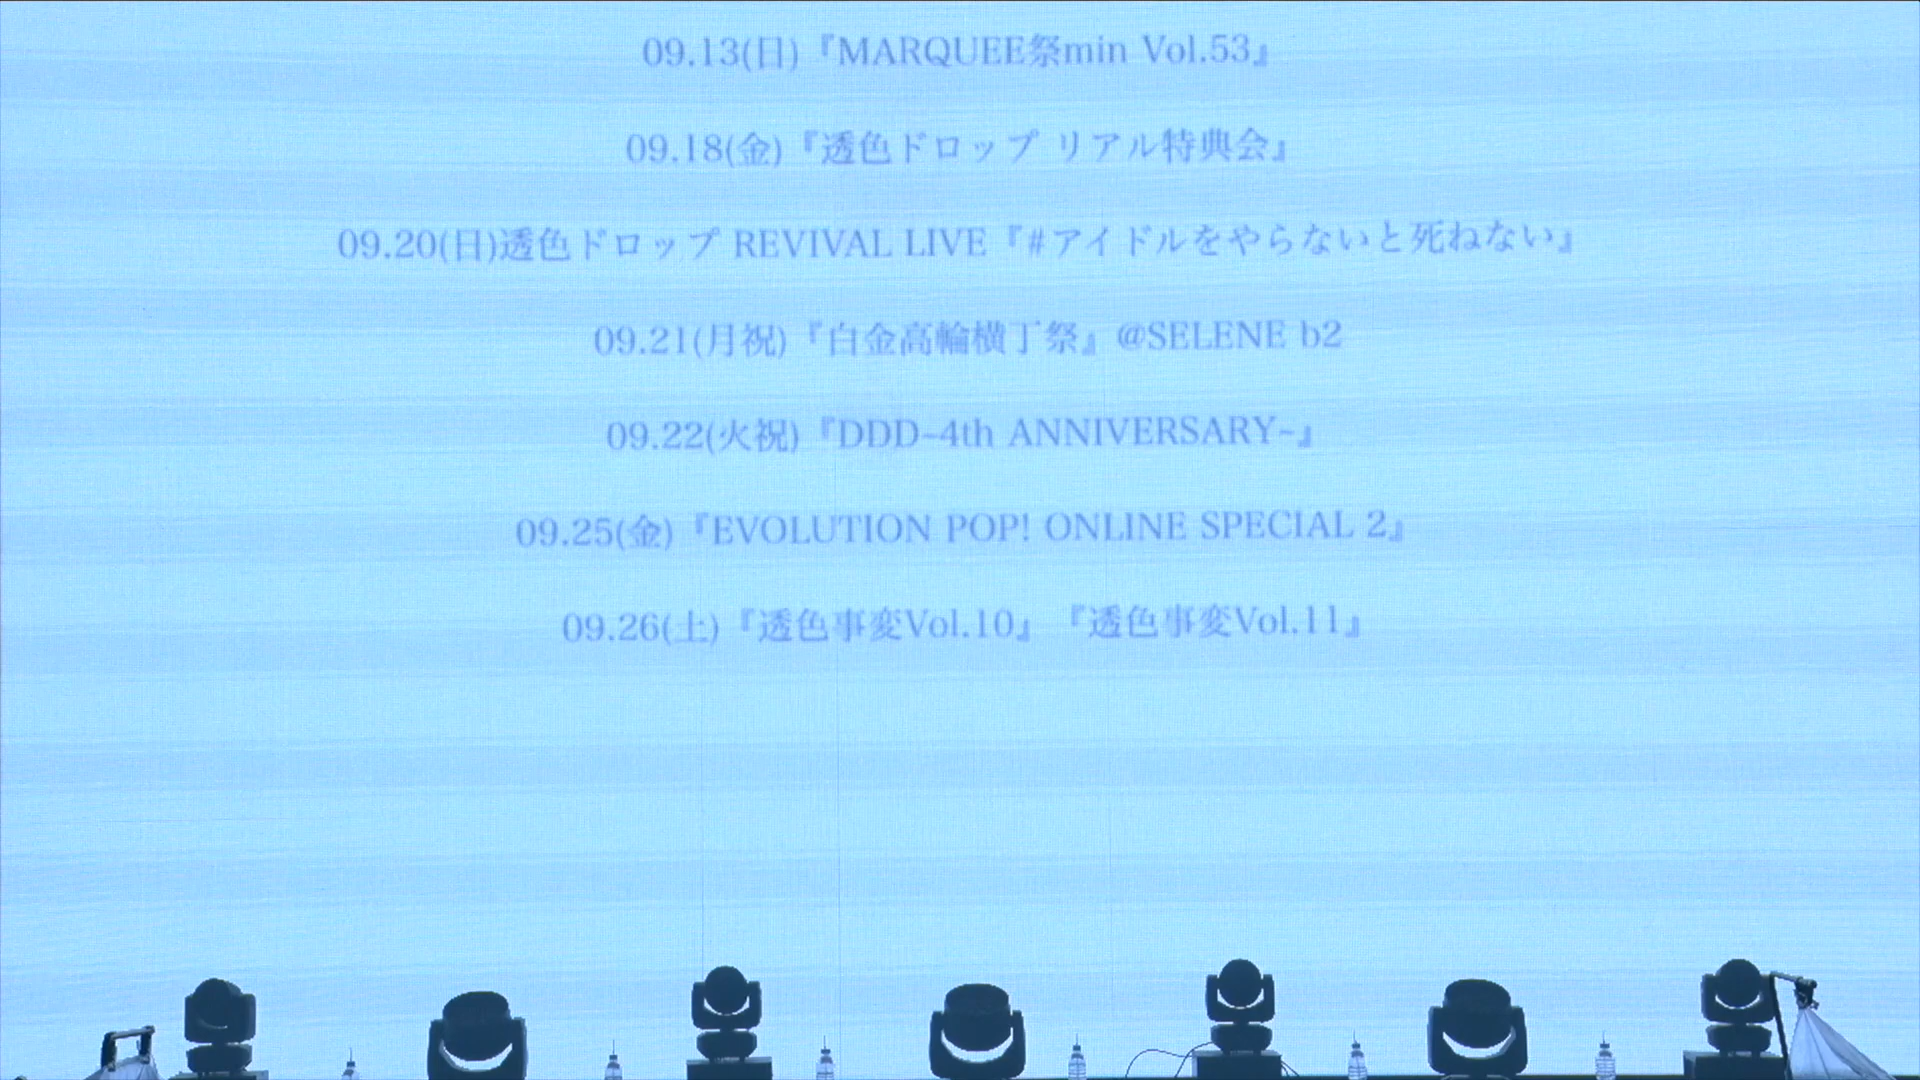 09.13(日)『MARQUEE祭min Vol.53』
09.18(金)『透色ドロップ リアル特典会』
09.20(日)透色ドロップ REVIVAL LIVE『#アイドルをやらないと死ねない』
09.21(月祝)『白金高輪横丁祭』@SELENE b2
09.22(火祝)『DDD-4th ANNIVERSARY-』
09.25(金)『EVOLUTION POP! ONLINE SPECIAL 2』
09.26(土)『透色事変Vol.10』『透色事変Vol.11』